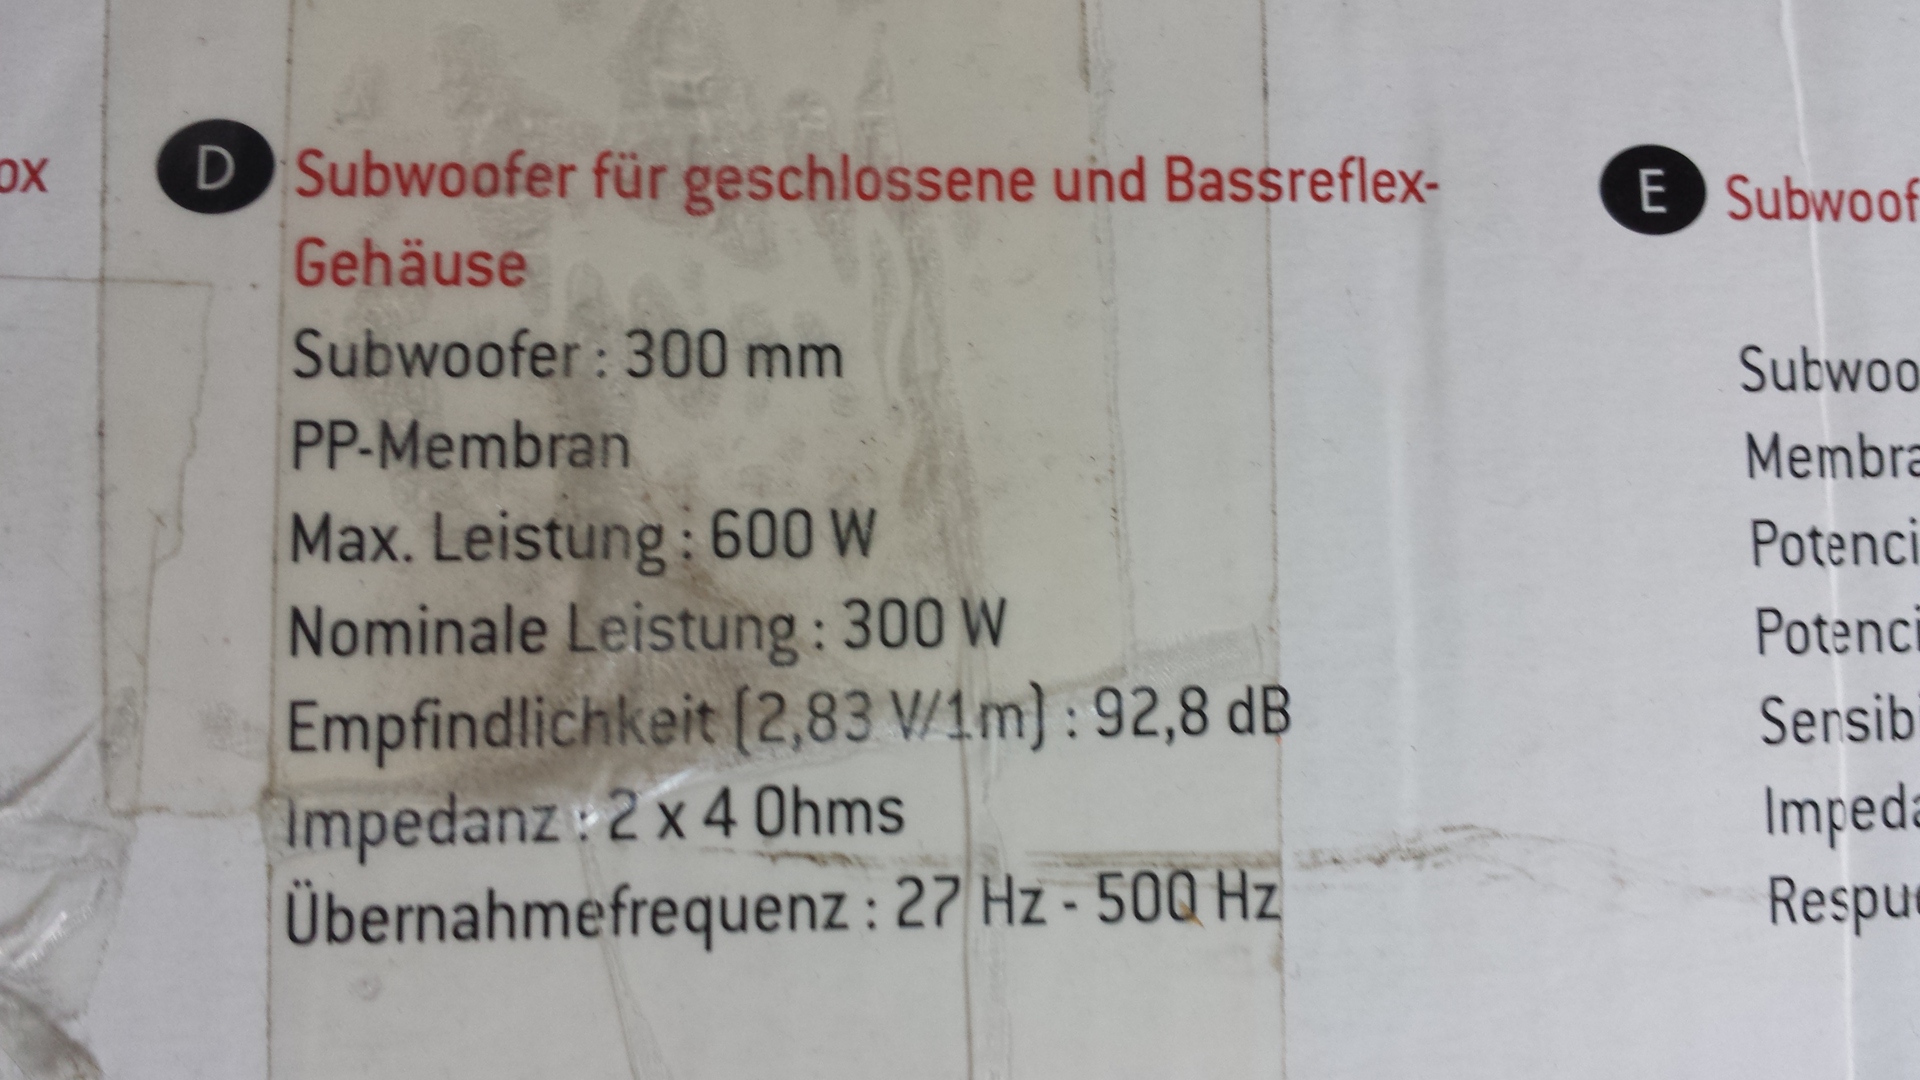 ox
D Subwoofer für geschlossene und Bassreflex-
Gehäuse
Subwoofer : 300 mm
PP-Membran
Max. Leistung : 600 W
Nominale Leistung : 300 W
Empfindlichkeit (2,83 V/1m) : 92,8 dB
Impedanz : 2 x 4 Ohms
Übernahmefrequenz : 27 Hz - 500 Hz
E Subwoof
Subwoo
Membra
Potenci
Potenci
Sensib
Impeda
Respu